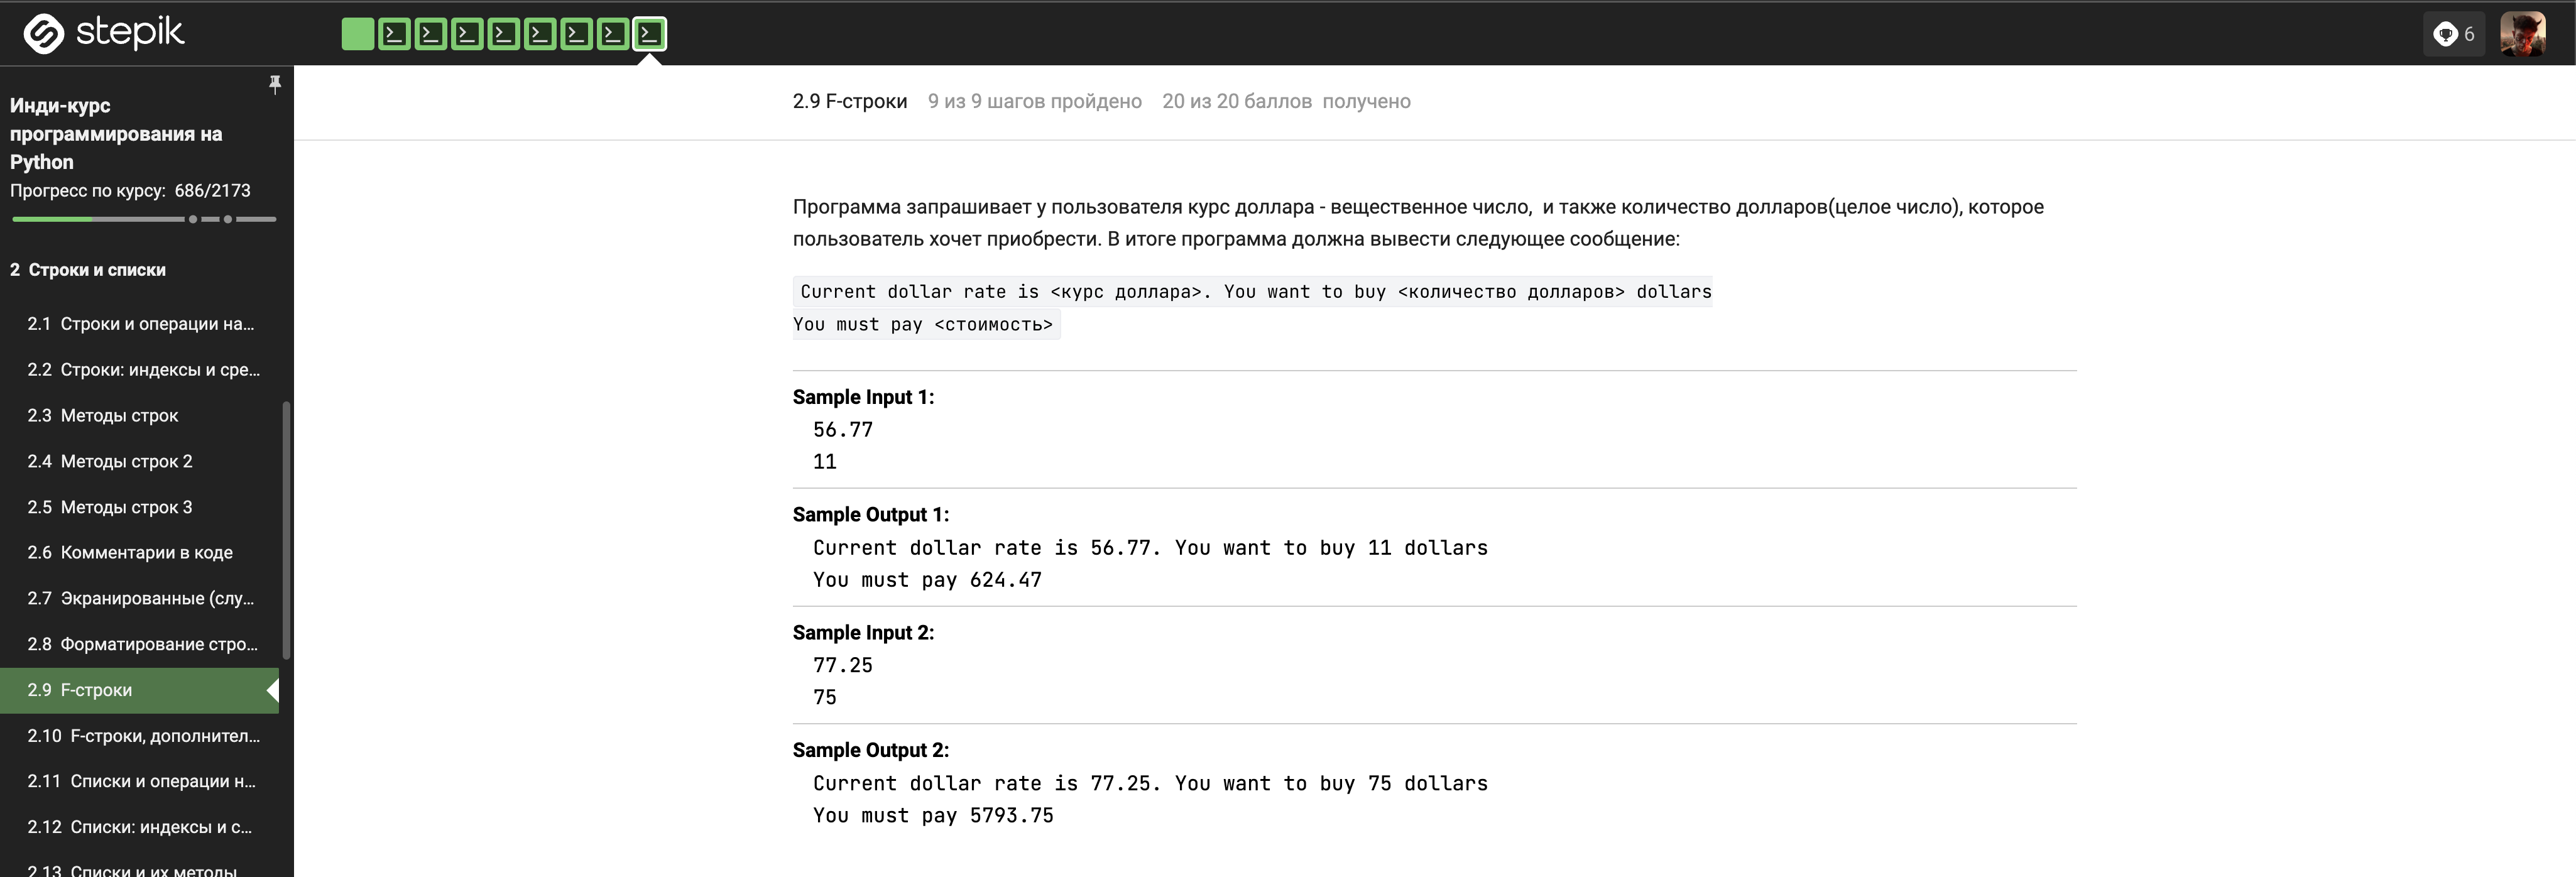 stepik
6
Инди-курс
программирования на
Python
Прогресс по курсу: 686/2173
2 Строки и списки
2.1 Строки и операции на...
2.2 Строки: индексы и сре...
2.3 Методы строк
2.4 Методы строк 2
2.5 Методы строк 3
2.6 Комментарии в коде
2.7 Экранированные (слу...
2.8 Форматирование стро...
2.9 F-строки
2.10 F-строки, дополнител...
2.11 Списки и операции н...
2.12 Списки: индексы и с...
2.13 Списки и их методы
2.9 F-строки 9 из 9 шагов пройдено 20 из 20 баллов получено
Программа запрашивает у пользователя курс доллара - вещественное число, и также количество долларов(целое число), которое
пользователь хочет приобрести. В итоге программа должна вывести следующее сообщение:
Current dollar rate is <курс доллара>. You want to buy <количество долларов> dollars
You must pay <стоимость>
Sample Input 1:
56.77
11
Sample Output 1:
Current dollar rate is 56.77. You want to buy 11 dollars
You must pay 624.47
Sample Input 2:
77.25
75
Sample Output 2:
Current dollar rate is 77.25. You want to buy 75 dollars
You must pay 5793.75